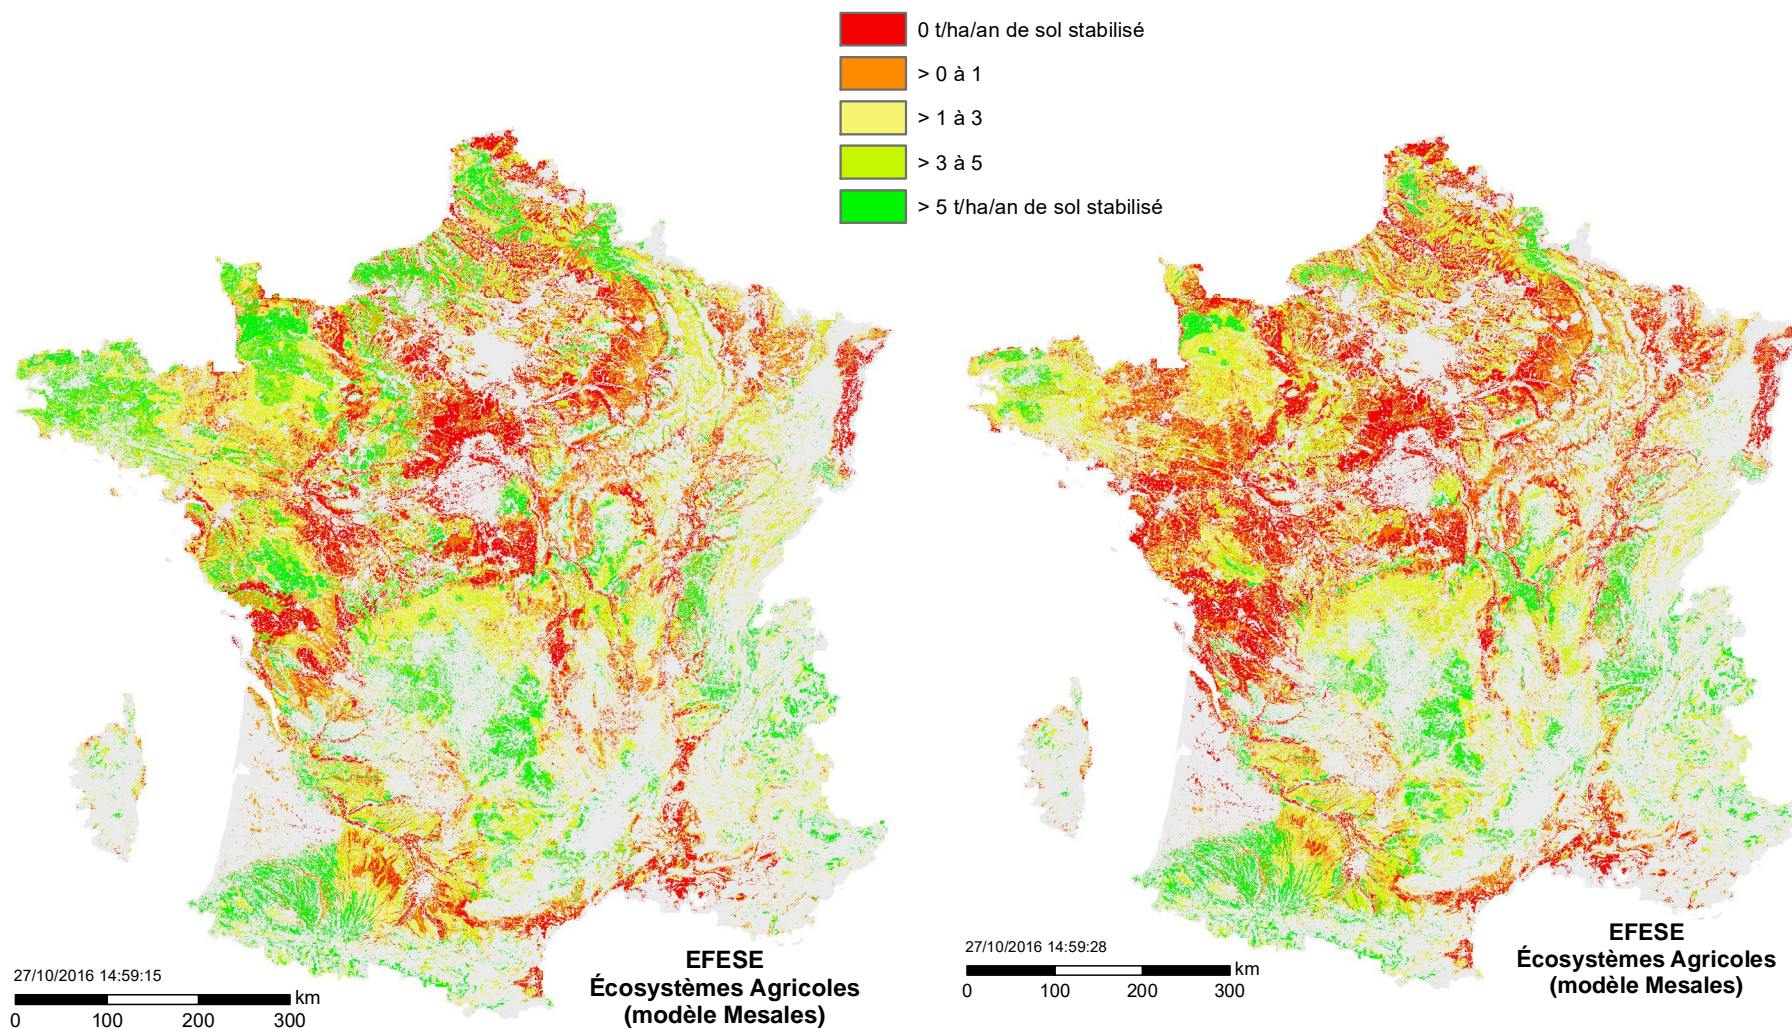 0 t/ha/an de sol stabilisé
> 0 à 1
> 1 à 3
> 3 à 5
> 5 t/ha/an de sol stabilisé
27/10/2016 14:59:15
km
0 100 200 300
EFESE
Écosystèmes Agricoles
(modèle Mesales)
27/10/2016 14:59:28
km
0 100 200 300
EFESE
Écosystèmes Agricoles
(modèle Mesales)